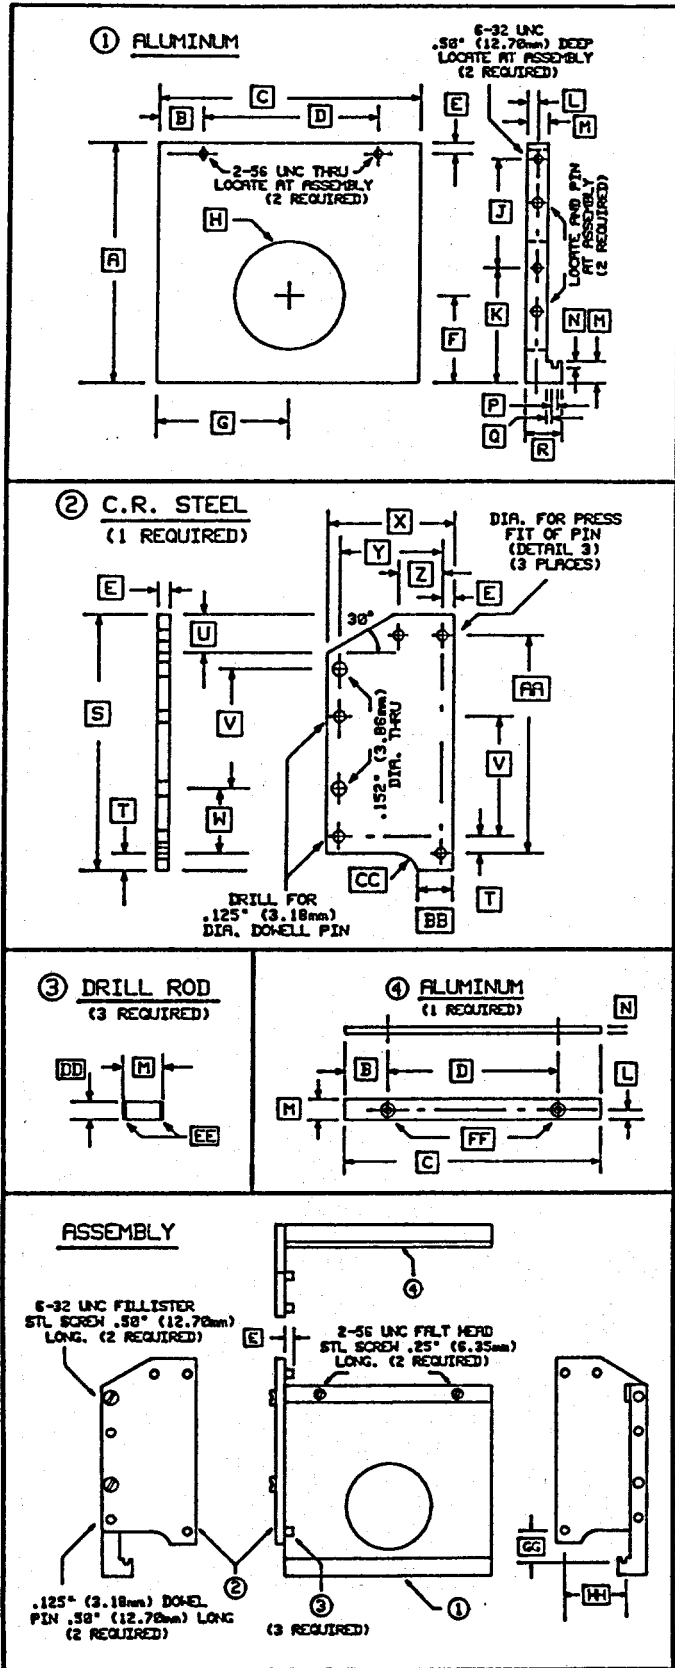 ① ALUMINUM
6-32 UNC
.50" (12.70mm) DEEP
LOCATE AT ASSEMBLY
(2 REQUIRED)
C
B
D
E
L
M
2-56 UNC THRU
LOCATE AT ASSEMBLY
(2 REQUIRED)
H
A
J
LOCATE AND PIN
AT ASSEMBLY
(2 REQUIRED)
F
K
N
M
G
P
Q
R
② C.R. STEEL
(1 REQUIRED)
X
DIA. FOR PRESS
FIT OF PIN
(DETAIL 3)
(3 PLACES)
Y
Z
E
E
U
30°
S
V
AA
.152" (3.86mm)
DIA. THRU
V
W
T
CC
BB
T
DRILL FOR
.125" (3.18mm)
DIA. DOWELL PIN
③ DRILL ROD
(3 REQUIRED)
DD
M
EE
④ ALUMINUM
(1 REQUIRED)
N
B
D
L
M
FF
C
ASSEMBLY
④
6-32 UNC FILLISTER
STL SCREW .50" (12.70mm)
LONG. (2 REQUIRED)
E
2-56 UNC FALT HEAD
STL SCREW .25" (6.35mm)
LONG. (2 REQUIRED)
GG
HH
②
③
①
.125" (3.18mm) DOWEL
PIN .50" (12.70mm) LONG
(2 REQUIRED)
(3 REQUIRED)